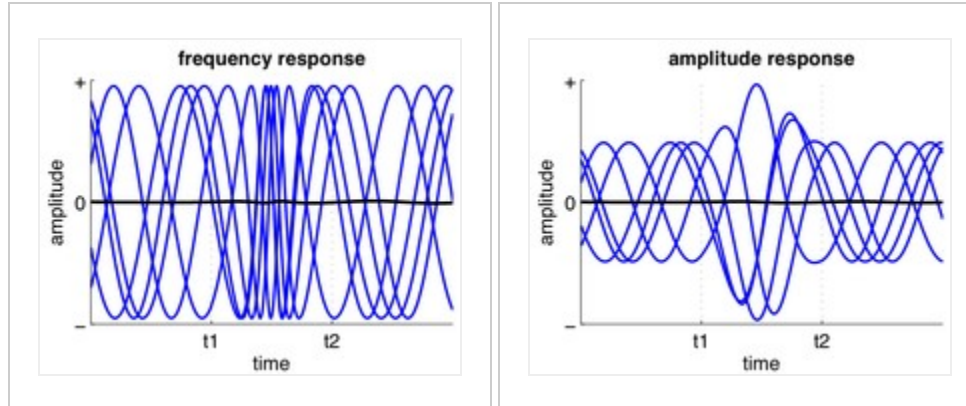 frequency response
+
0
−
amplitude
t1 t2
time
amplitude response
+
0
−
amplitude
t1 t2
time